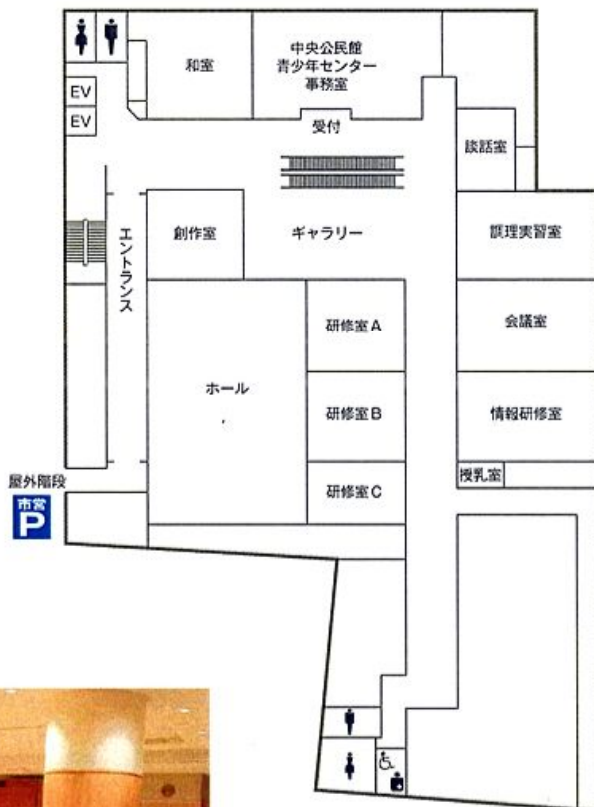 和室
中央公民館
青少年センター
事務室
EV
EV
受付
談話室
創作室
ギャラリー
調理実習室
エントランス
研修室A
会議室
ホール
研修室B
情報研修室
屋外階段
市営
P
研修室C
授乳室